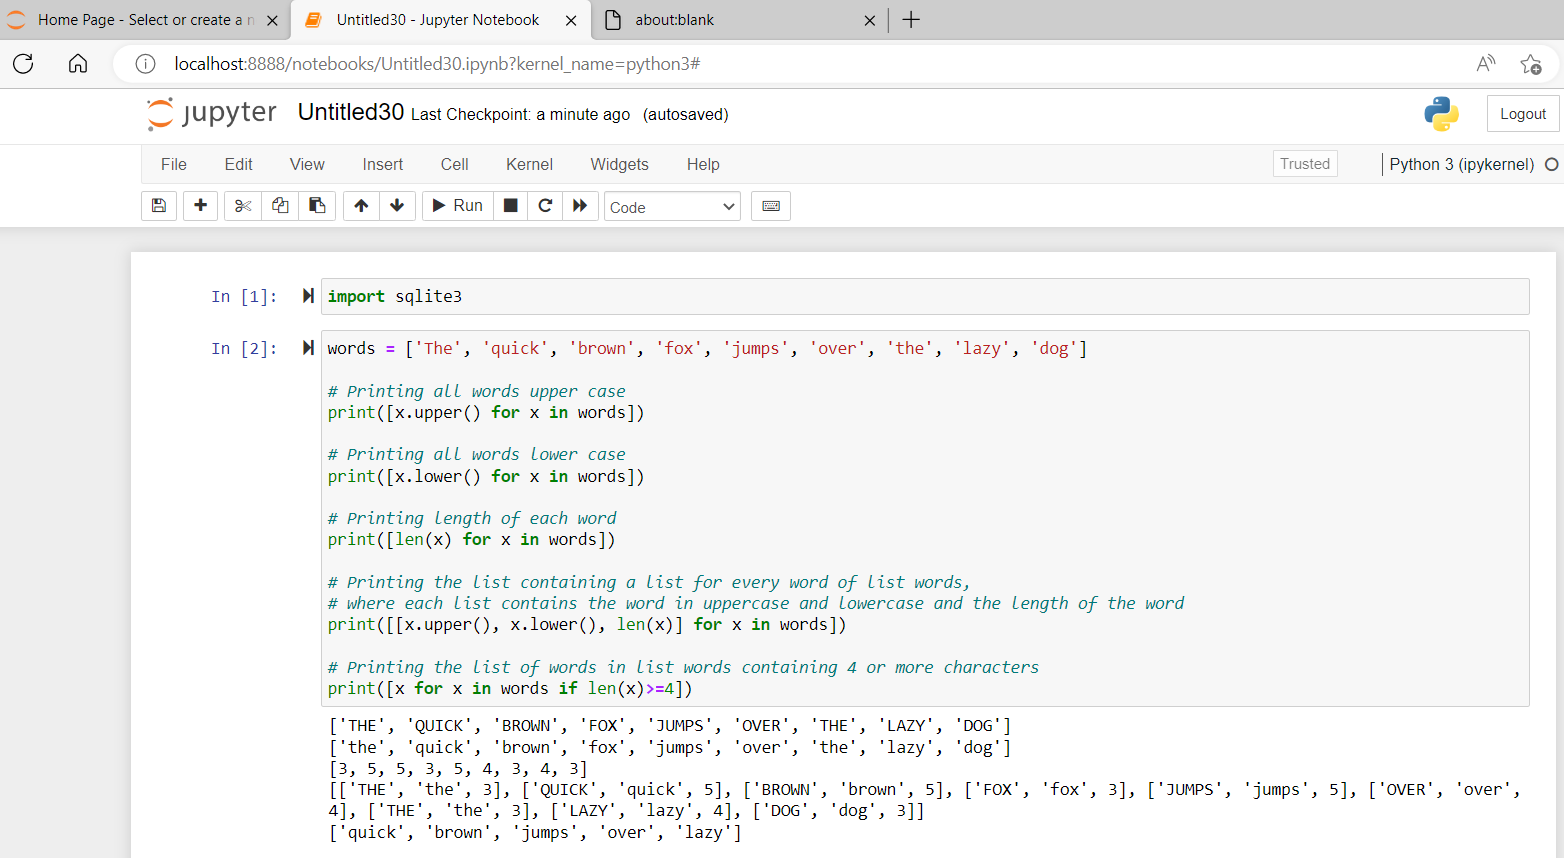 Home Page - Select or create a n
Untitled30 - Jupyter Notebook
about:blank
localhost:8888/notebooks/Untitled30.ipynb?kernel_name=python3#
jupyter Untitled30 Last Checkpoint: a minute ago (autosaved)
Logout
File Edit View Insert Cell Kernel Widgets Help
Trusted
Python 3 (ipykernel)
Run
Code
In [1]: import sqlite3
In [2]: words = ['The', 'quick', 'brown', 'fox', 'jumps', 'over', 'the', 'lazy', 'dog']
# Printing all words upper case
print([x.upper() for x in words])
# Printing all words lower case
print([x.lower() for x in words])
# Printing length of each word
print([len(x) for x in words])
# Printing the list containing a list for every word of list words,
# where each list contains the word in uppercase and lowercase and the length of the word
print([[x.upper(), x.lower(), len(x)] for x in words])
# Printing the list of words in list words containing 4 or more characters
print([x for x in words if len(x)>=4])
['THE', 'QUICK', 'BROWN', 'FOX', 'JUMPS', 'OVER', 'THE', 'LAZY', 'DOG']
['the', 'quick', 'brown', 'fox', 'jumps', 'over', 'the', 'lazy', 'dog']
[3, 5, 5, 3, 5, 4, 3, 4, 3]
[['THE', 'the', 3], ['QUICK', 'quick', 5], ['BROWN', 'brown', 5], ['FOX', 'fox', 3], ['JUMPS', 'jumps', 5], ['OVER', 'over',
4], ['THE', 'the', 3], ['LAZY', 'lazy', 4], ['DOG', 'dog', 3]]
['quick', 'brown', 'jumps', 'over', 'lazy']